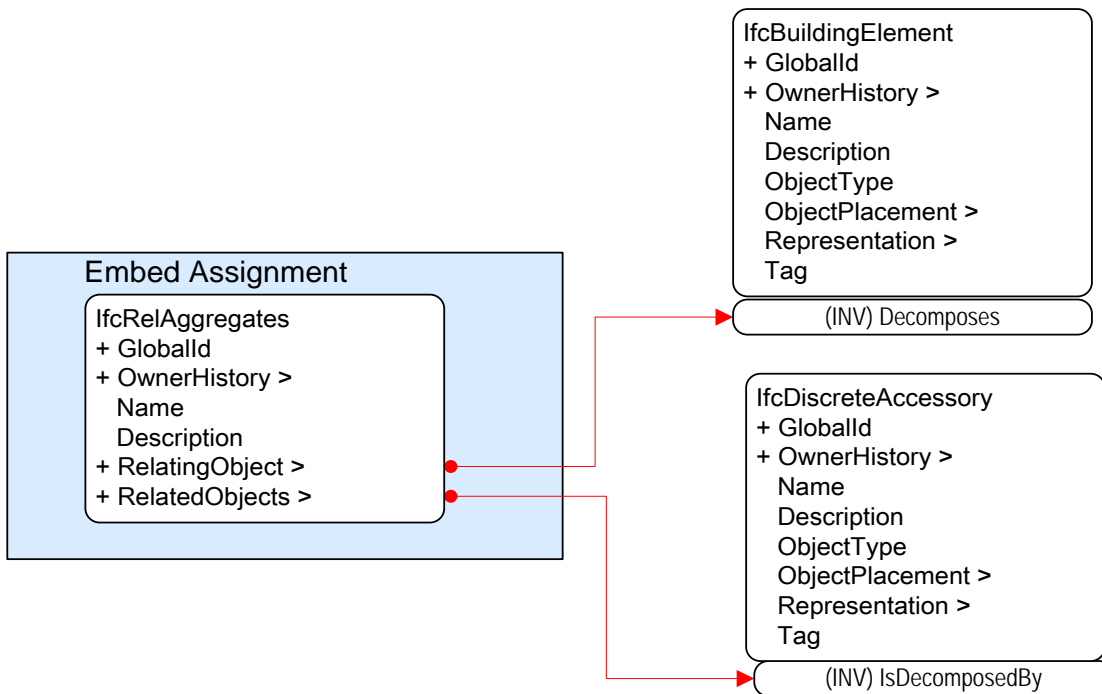 Embed Assignment
IfcRelAggregates
+ GlobalId
+ OwnerHistory >
Name
Description
+ RelatingObject >
+ RelatedObjects >
IfcBuildingElement
+ GlobalId
+ OwnerHistory >
Name
Description
ObjectType
ObjectPlacement >
Representation >
Tag
(INV) Decomposes
IfcDiscreteAccessory
+ GlobalId
+ OwnerHistory >
Name
Description
ObjectType
ObjectPlacement >
Representation >
Tag
(INV) IsDecomposedBy